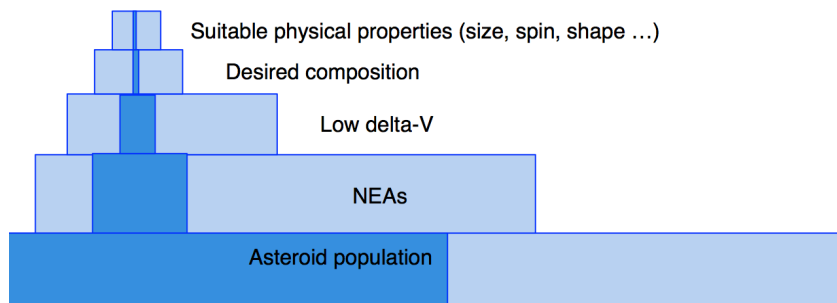 Suitable physical properties (size, spin, shape …)
Desired composition
Low delta-V
NEAs
Asteroid population